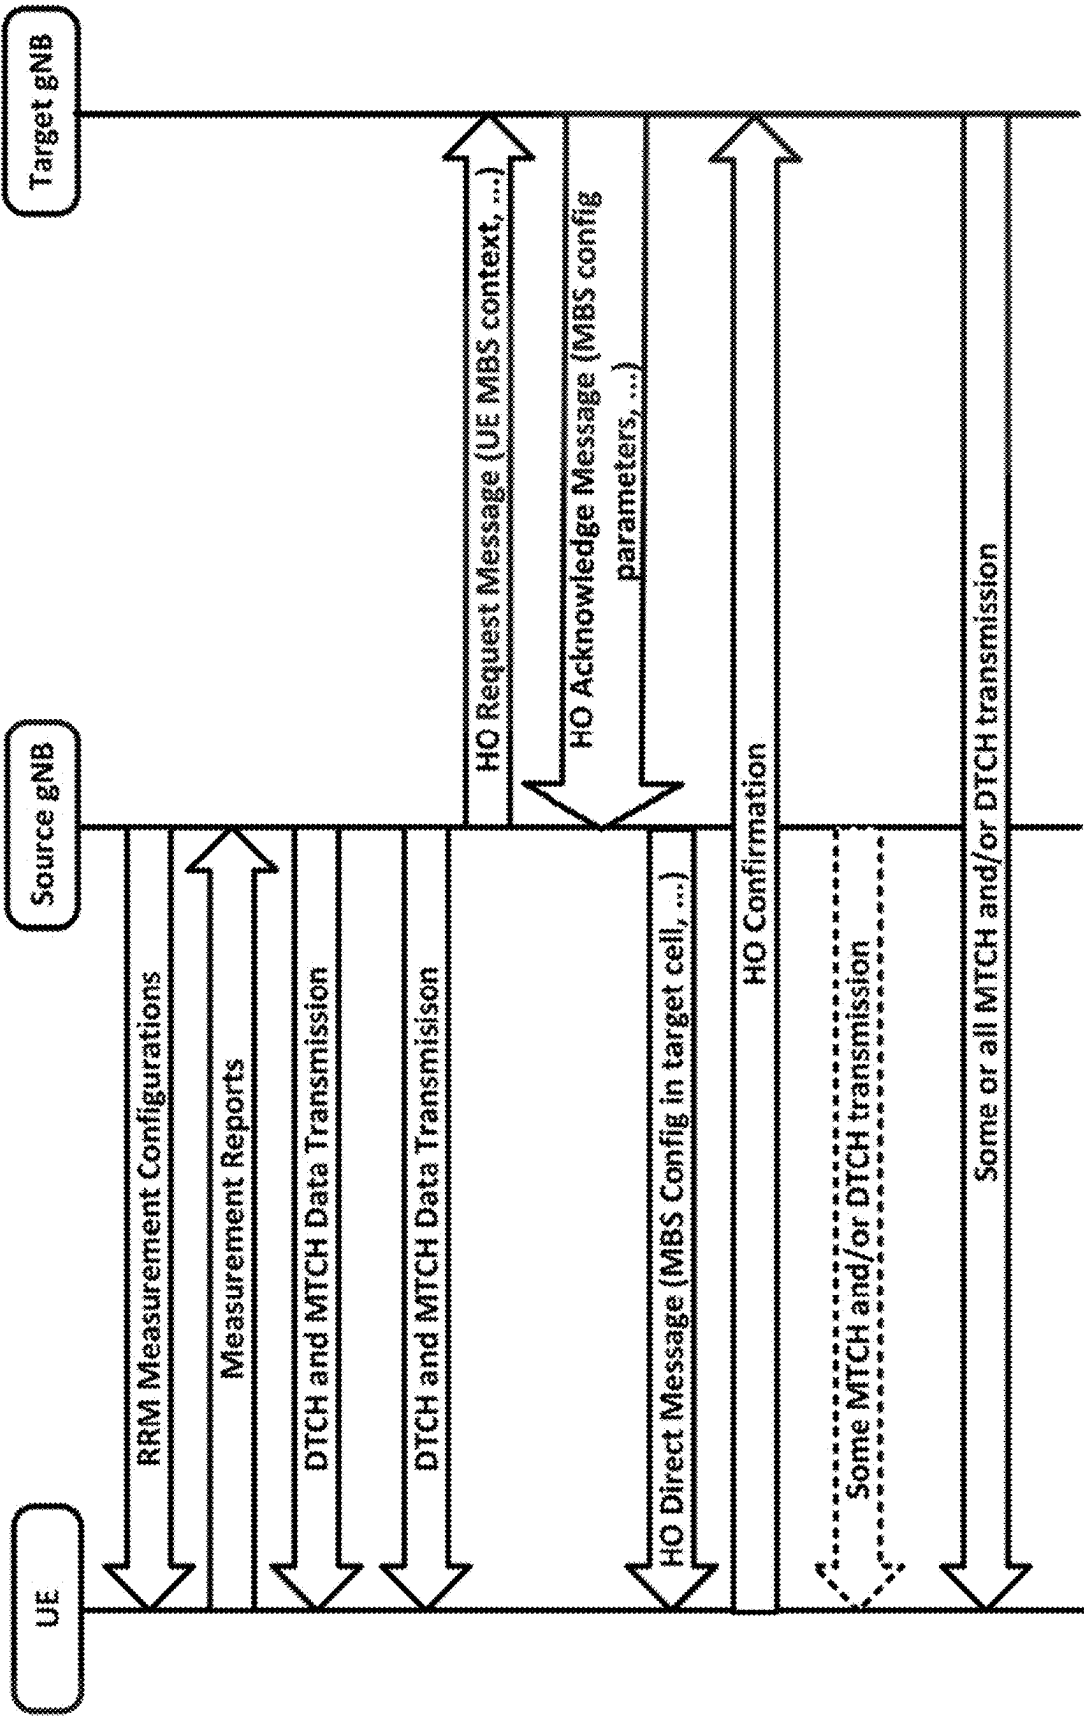 UE
Source gNB
Target gNB
RRM Measurement Configurations
Measurement Reports
DTCH and MTCH Data Transmission
DTCH and MTCH Data Transmisison
HO Request Message (UE MBS context, ...)
HO Acknowledge Message (MBS config
parameters, ...)
HO Direct Message (MBS Config in target cell, ...)
HO Confirmation
Some MTCH and/or DTCH transmission
Some or all MTCH and/or DTCH transmission